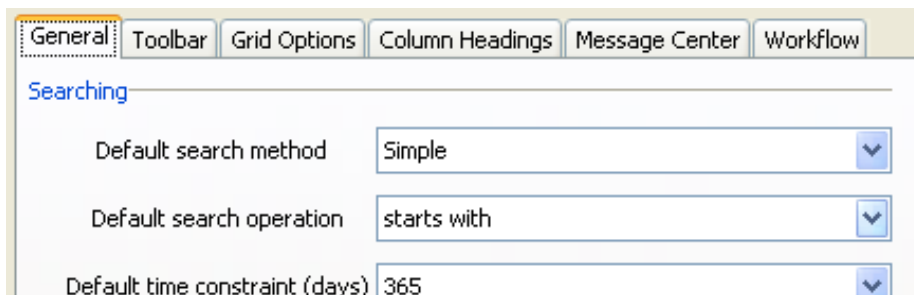 General Toolbar Grid Options Column Headings Message Center Workflow
Searching
Default search method Simple
Default search operation starts with
Default time constraint (days) 365